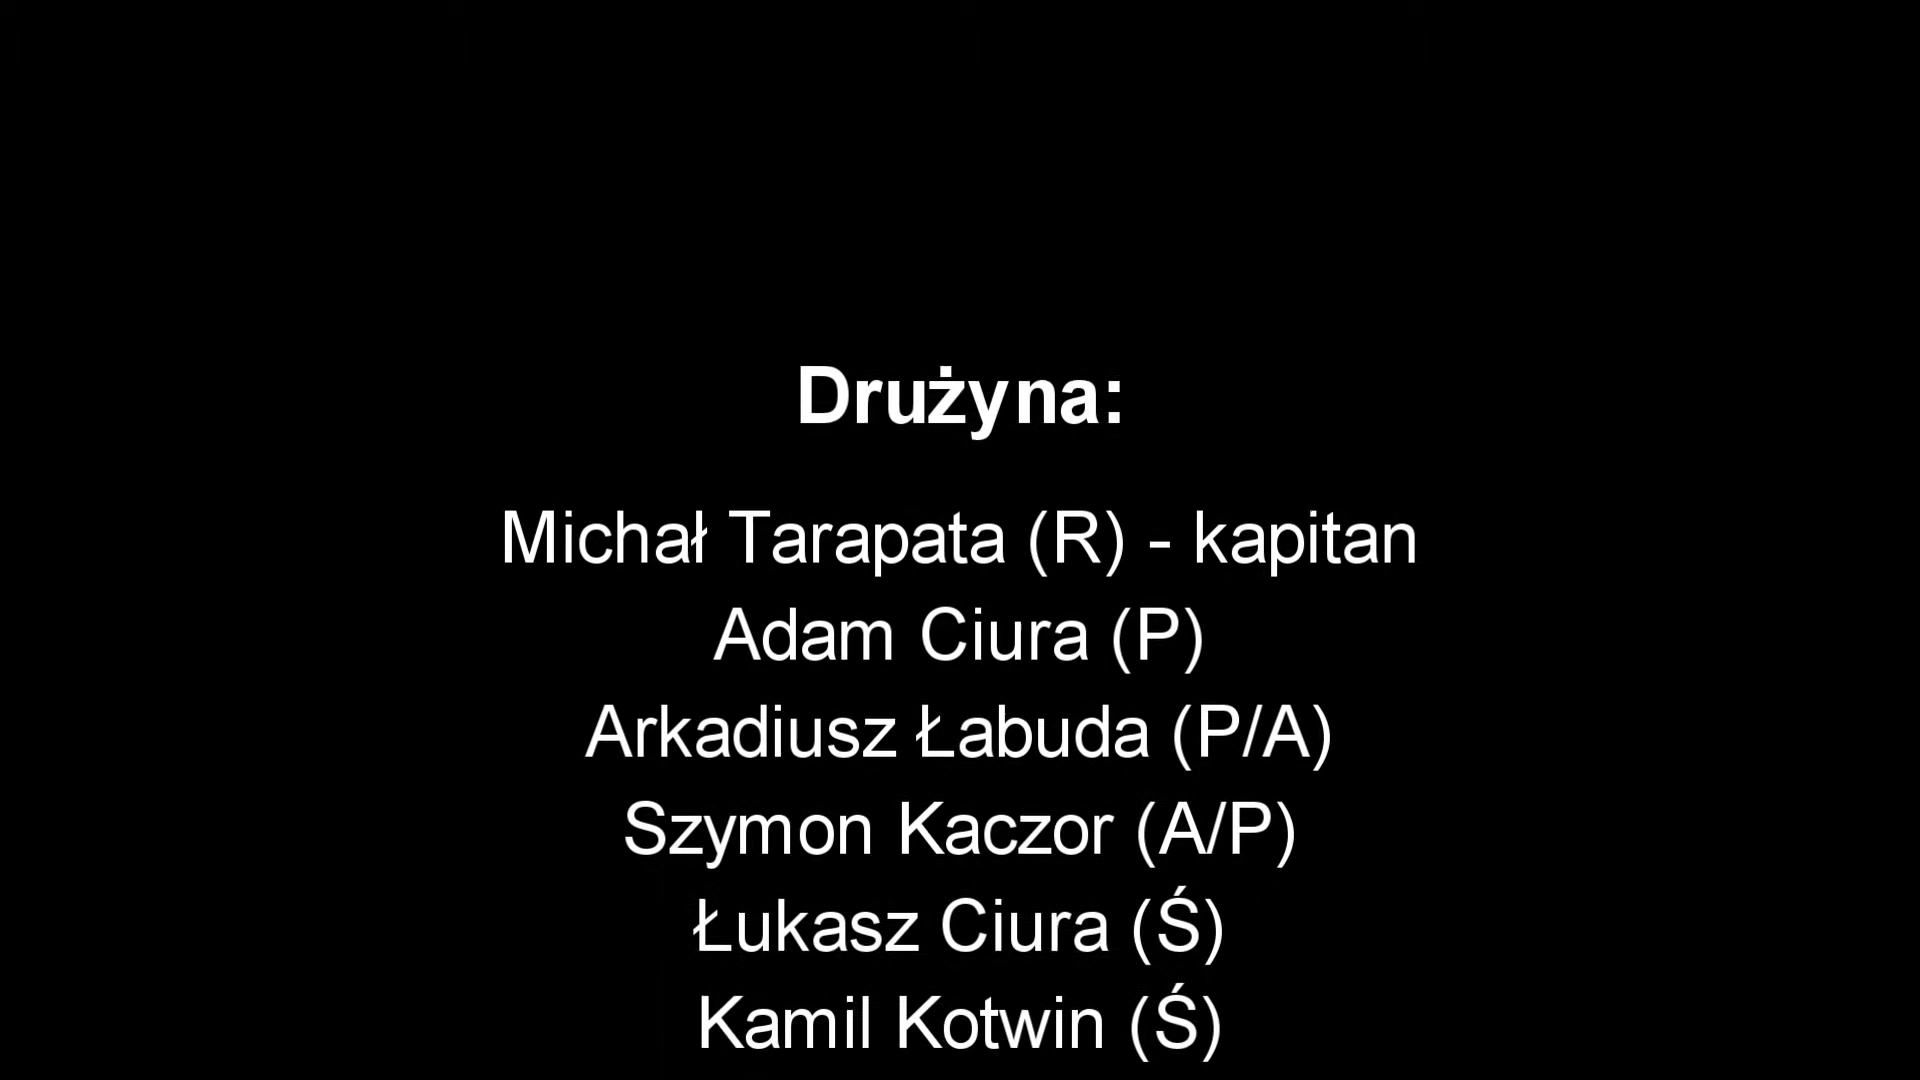 Drużyna:
Michał Tarapata (R) - kapitan
Adam Ciura (P)
Arkadiusz Łabuda (P/A)
Szymon Kaczor (A/P)
Łukasz Ciura (Ś)
Kamil Kotwin (Ś)